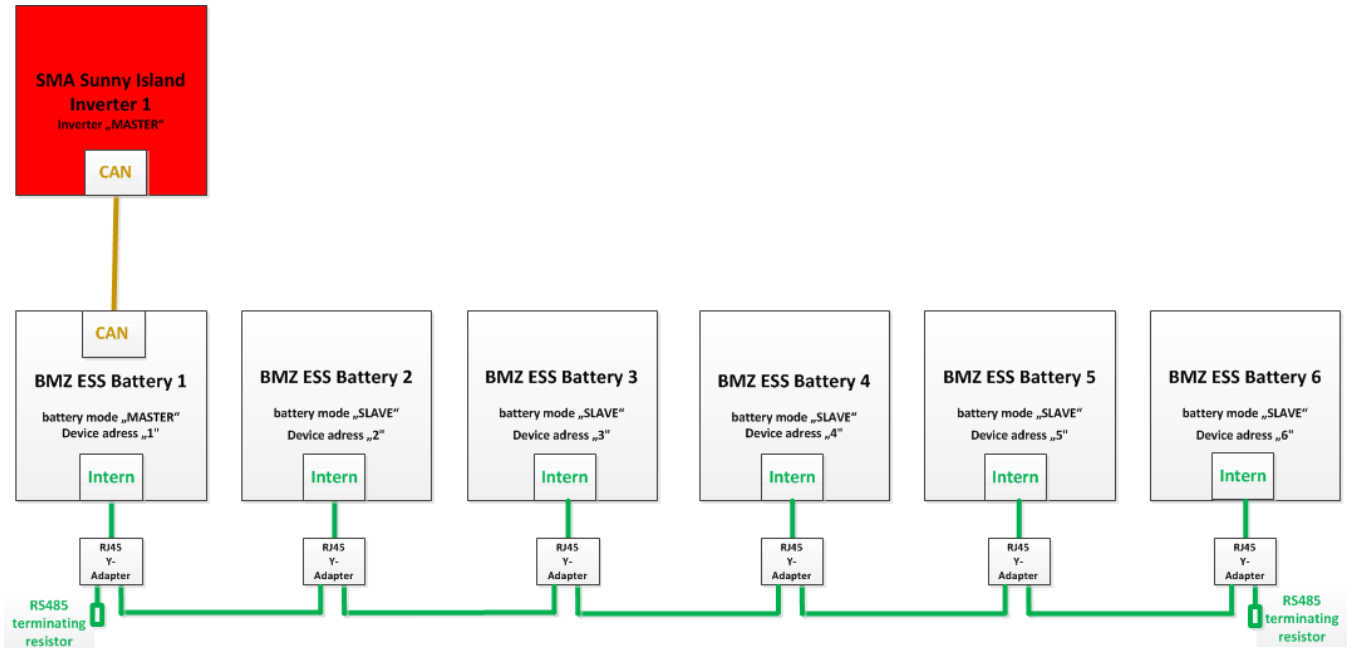 SMA Sunny Island
Inverter 1
Inverter „MASTER“
CAN
CAN
BMZ ESS Battery 1
battery mode „MASTER“
Device adress „1"
Intern
RJ45
Y-
Adapter
BMZ ESS Battery 2
battery mode „SLAVE“
Device adress „2"
Intern
RJ45
Y-
Adapter
BMZ ESS Battery 3
battery mode „SLAVE“
Device adress „3"
Intern
RJ45
Y-
Adapter
BMZ ESS Battery 4
battery mode „SLAVE“
Device adress „4"
Intern
RJ45
Y-
Adapter
BMZ ESS Battery 5
battery mode „SLAVE“
Device adress „5"
Intern
RJ45
Y-
Adapter
BMZ ESS Battery 6
battery mode „SLAVE“
Device adress „6"
Intern
RJ45
Y-
Adapter
RS485
terminating
resistor
RS485
terminating
resistor